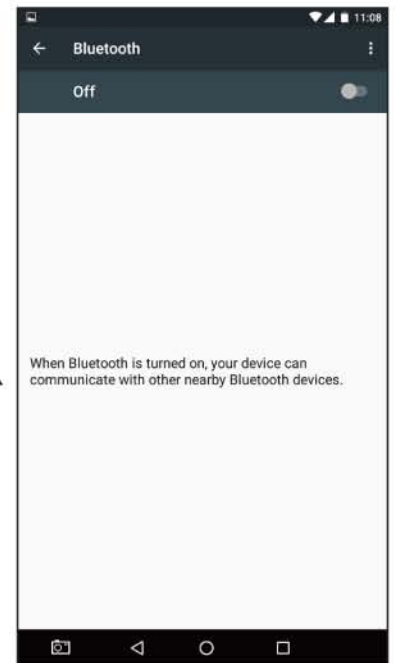 11:08
Bluetooth
Off
When Bluetooth is turned on, your device can
communicate with other nearby Bluetooth devices.